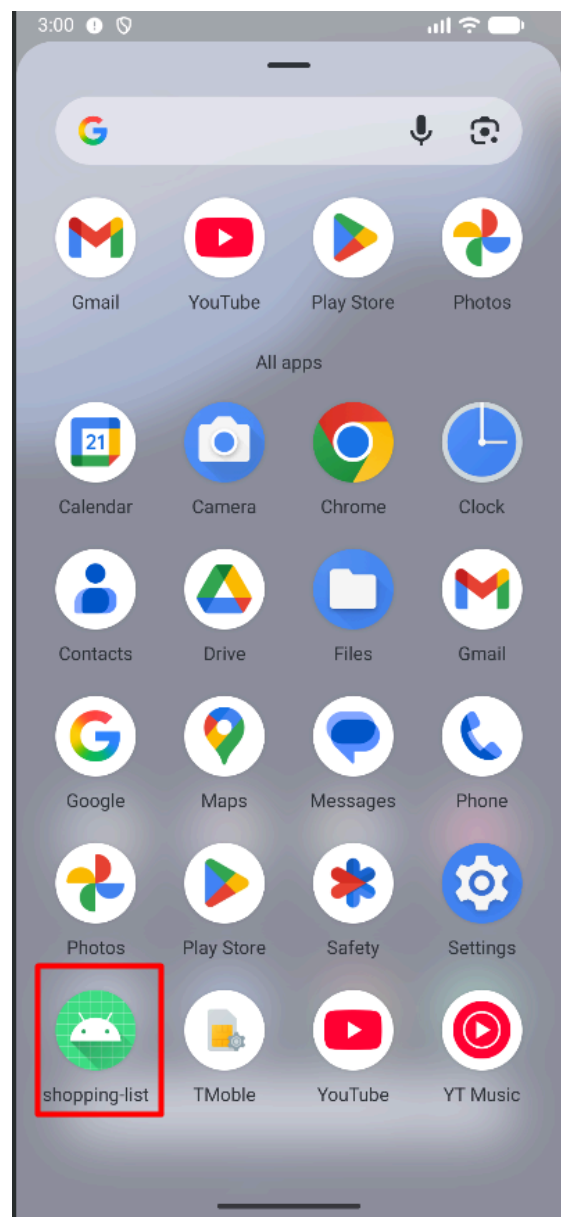 3:00
Gmail YouTube Play Store Photos
All apps
21
Calendar Camera Chrome Clock
Contacts Drive Files Gmail
Google Maps Messages Phone
Photos Play Store Safety Settings
shopping-list TMoble YouTube YT Music